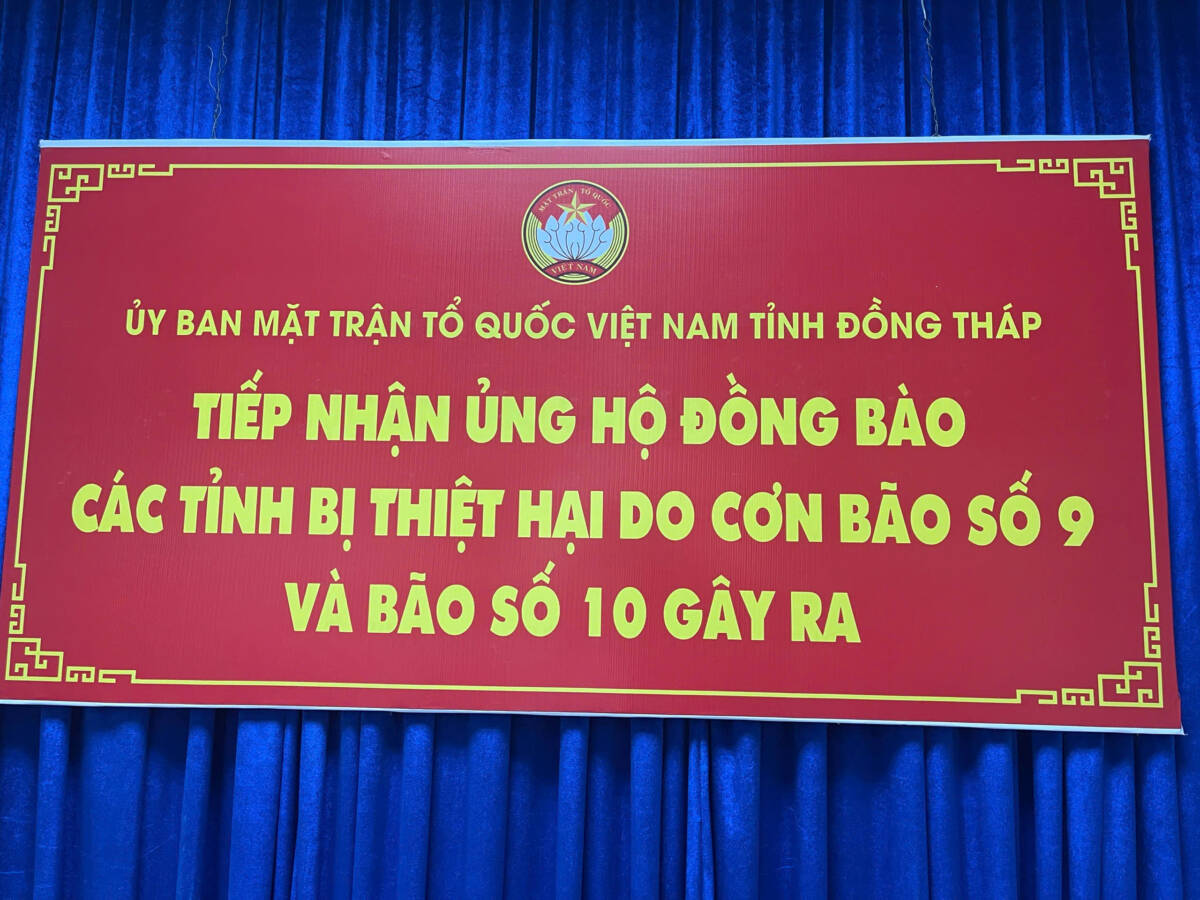 MẶT TRẬN TỔ QUỐC
VIỆT NAM
ỦY BAN MẶT TRẬN TỔ QUỐC VIỆT NAM TỈNH ĐỒNG THÁP
TIẾP NHẬN ỦNG HỘ ĐỒNG BÀO
CÁC TỈNH BỊ THIỆT HẠI DO CƠN BÃO SỐ 9
VÀ BÃO SỐ 10 GÂY RA